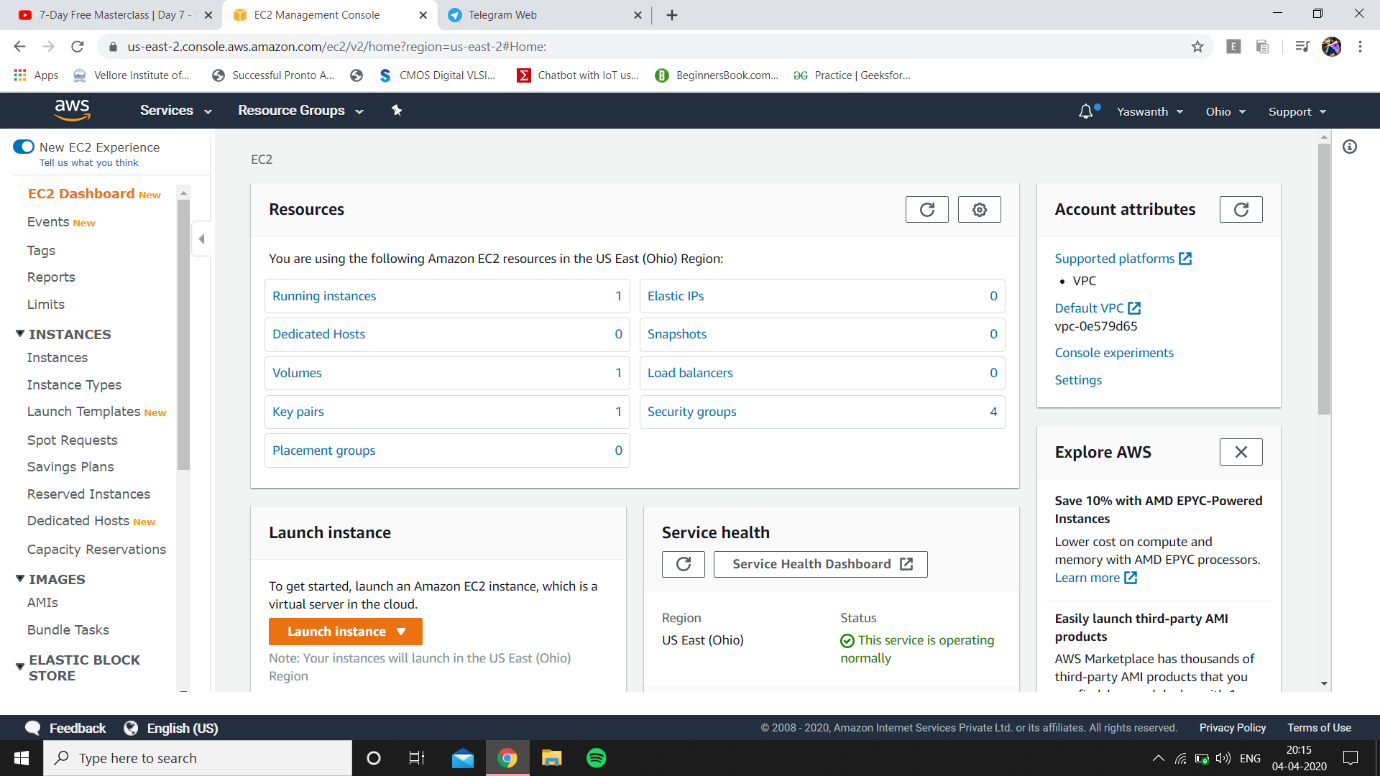 7-Day Free Masterclass | Day 7 -
EC2 Management Console
Telegram Web
us-east-2.console.aws.amazon.com/ec2/v2/home?region=us-east-2#Home:
Apps
Vellore Institute of...
Successful Pronto A...
CMOS Digital VLSI...
Chatbot with IoT us...
BeginnersBook.com...
Practice | Geeksfor...
aws
Services
Resource Groups
Yaswanth
Ohio
Support
New EC2 Experience
Tell us what you think
EC2 Dashboard New
Events New
Tags
Reports
Limits
INSTANCES
Instances
Instance Types
Launch Templates New
Spot Requests
Savings Plans
Reserved Instances
Dedicated Hosts New
Capacity Reservations
IMAGES
AMIs
Bundle Tasks
ELASTIC BLOCK
STORE
EC2
Resources
You are using the following Amazon EC2 resources in the US East (Ohio) Region:
Running instances 1
Elastic IPs 0
Dedicated Hosts 0
Snapshots 0
Volumes 1
Load balancers 0
Key pairs 1
Security groups 4
Placement groups 0
Launch instance
To get started, launch an Amazon EC2 instance, which is a
virtual server in the cloud.
Launch instance
Note: Your instances will launch in the US East (Ohio)
Region
Service health
Service Health Dashboard
Region
Status
US East (Ohio)
This service is operating
normally
Account attributes
Supported platforms
• VPC
Default VPC
vpc-0e579d65
Console experiments
Settings
Explore AWS
Save 10% with AMD EPYC-Powered
Instances
Lower cost on compute and
memory with AMD EPYC processors.
Learn more
Easily launch third-party AMI
products
AWS Marketplace has thousands of
third-party AMI products that you
Feedback
English (US)
© 2008 - 2020, Amazon Internet Services Private Ltd. or its affiliates. All rights reserved.
Privacy Policy
Terms of Use
Type here to search
ENG
20:15
04-04-2020